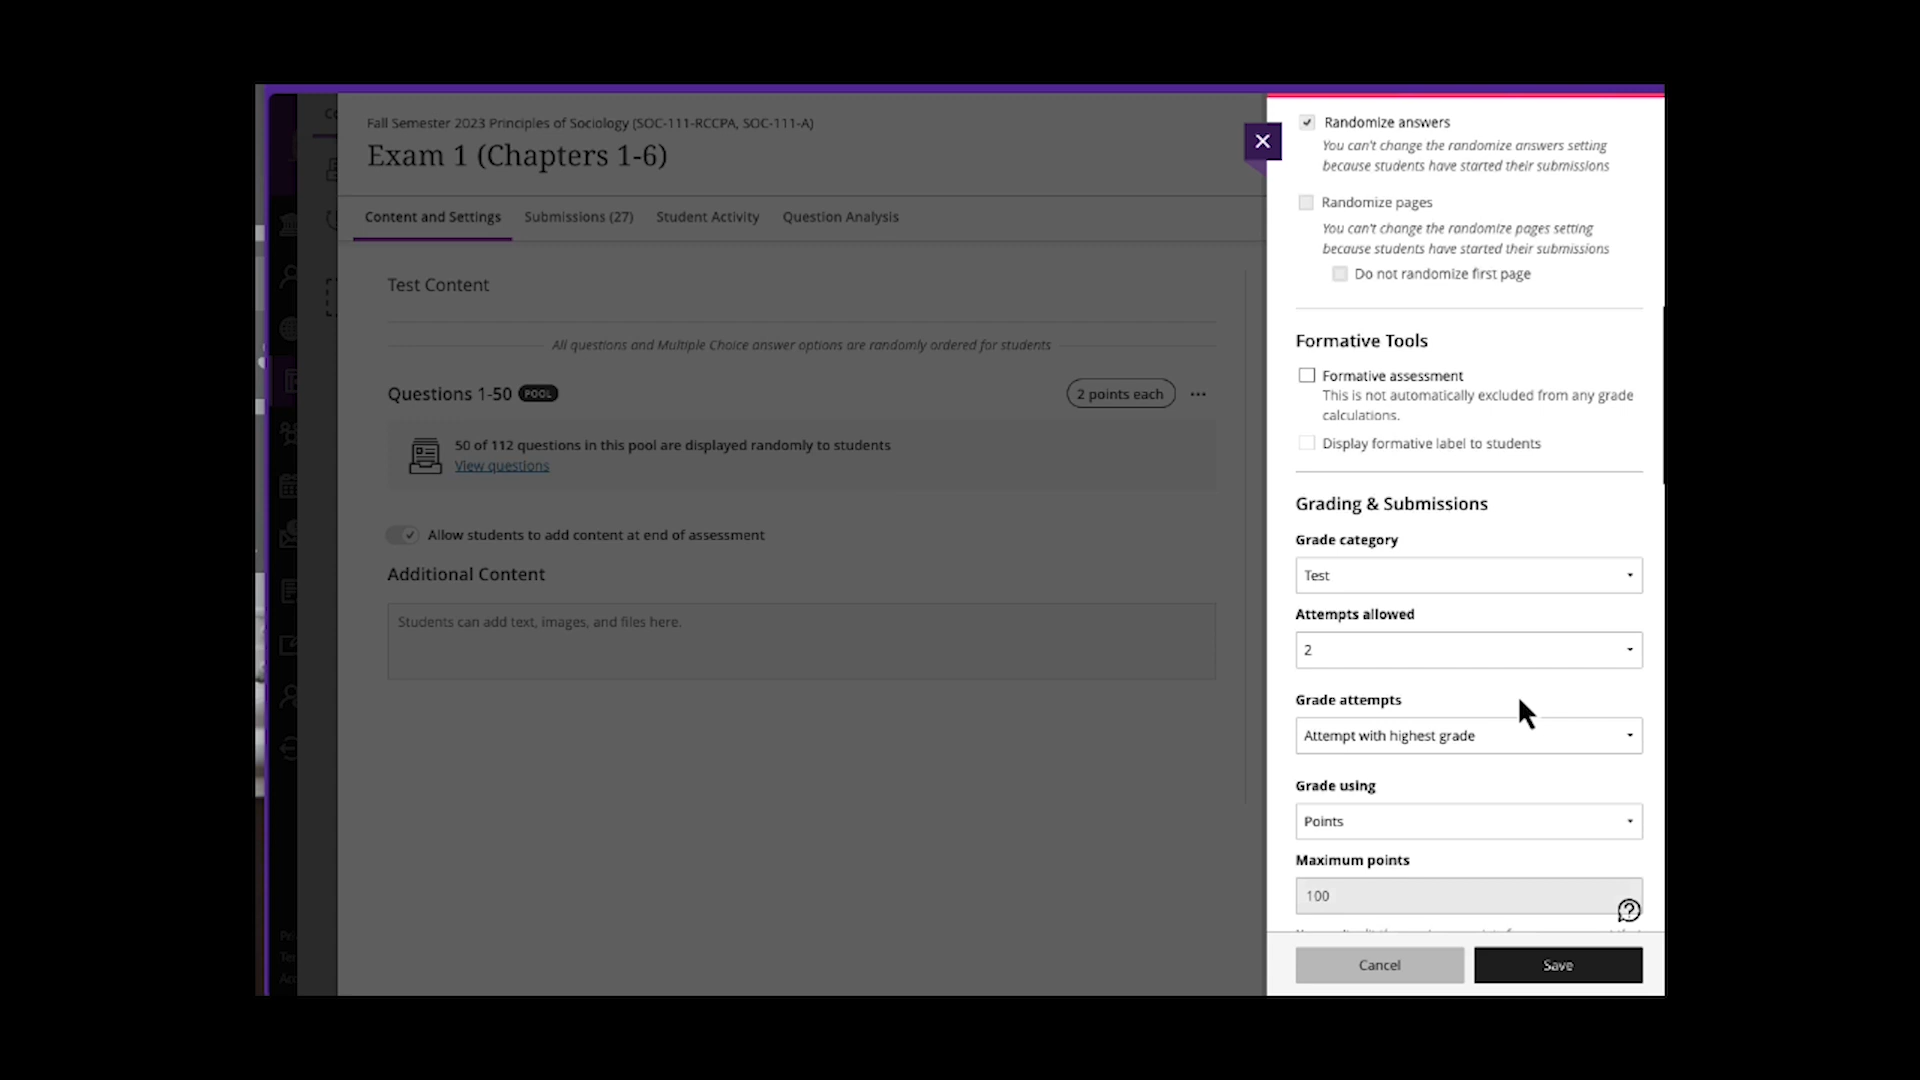 Fall Semester 2023 Principles of Sociology (SOC-111-RCCPA, SOC-111-A)
Exam 1 (Chapters 1-6)
Content and Settings
Submissions (27)
Student Activity
Question Analysis
Test Content
All questions and Multiple Choice answer options are randomly ordered for students
Questions 1-50 POOL
2 points each
50 of 112 questions in this pool are displayed randomly to students
View questions
Allow students to add content at end of assessment
Additional Content
Students can add text, images, and files here.
Randomize answers
You can't change the randomize answers setting
because students have started their submissions
Randomize pages
You can't change the randomize pages setting
because students have started their submissions
Do not randomize first page
Formative Tools
Formative assessment
This is not automatically excluded from any grade
calculations.
Display formative label to students
Grading & Submissions
Grade category
Test
Attempts allowed
2
Grade attempts
Attempt with highest grade
Grade using
Points
Maximum points
100
Cancel
Save